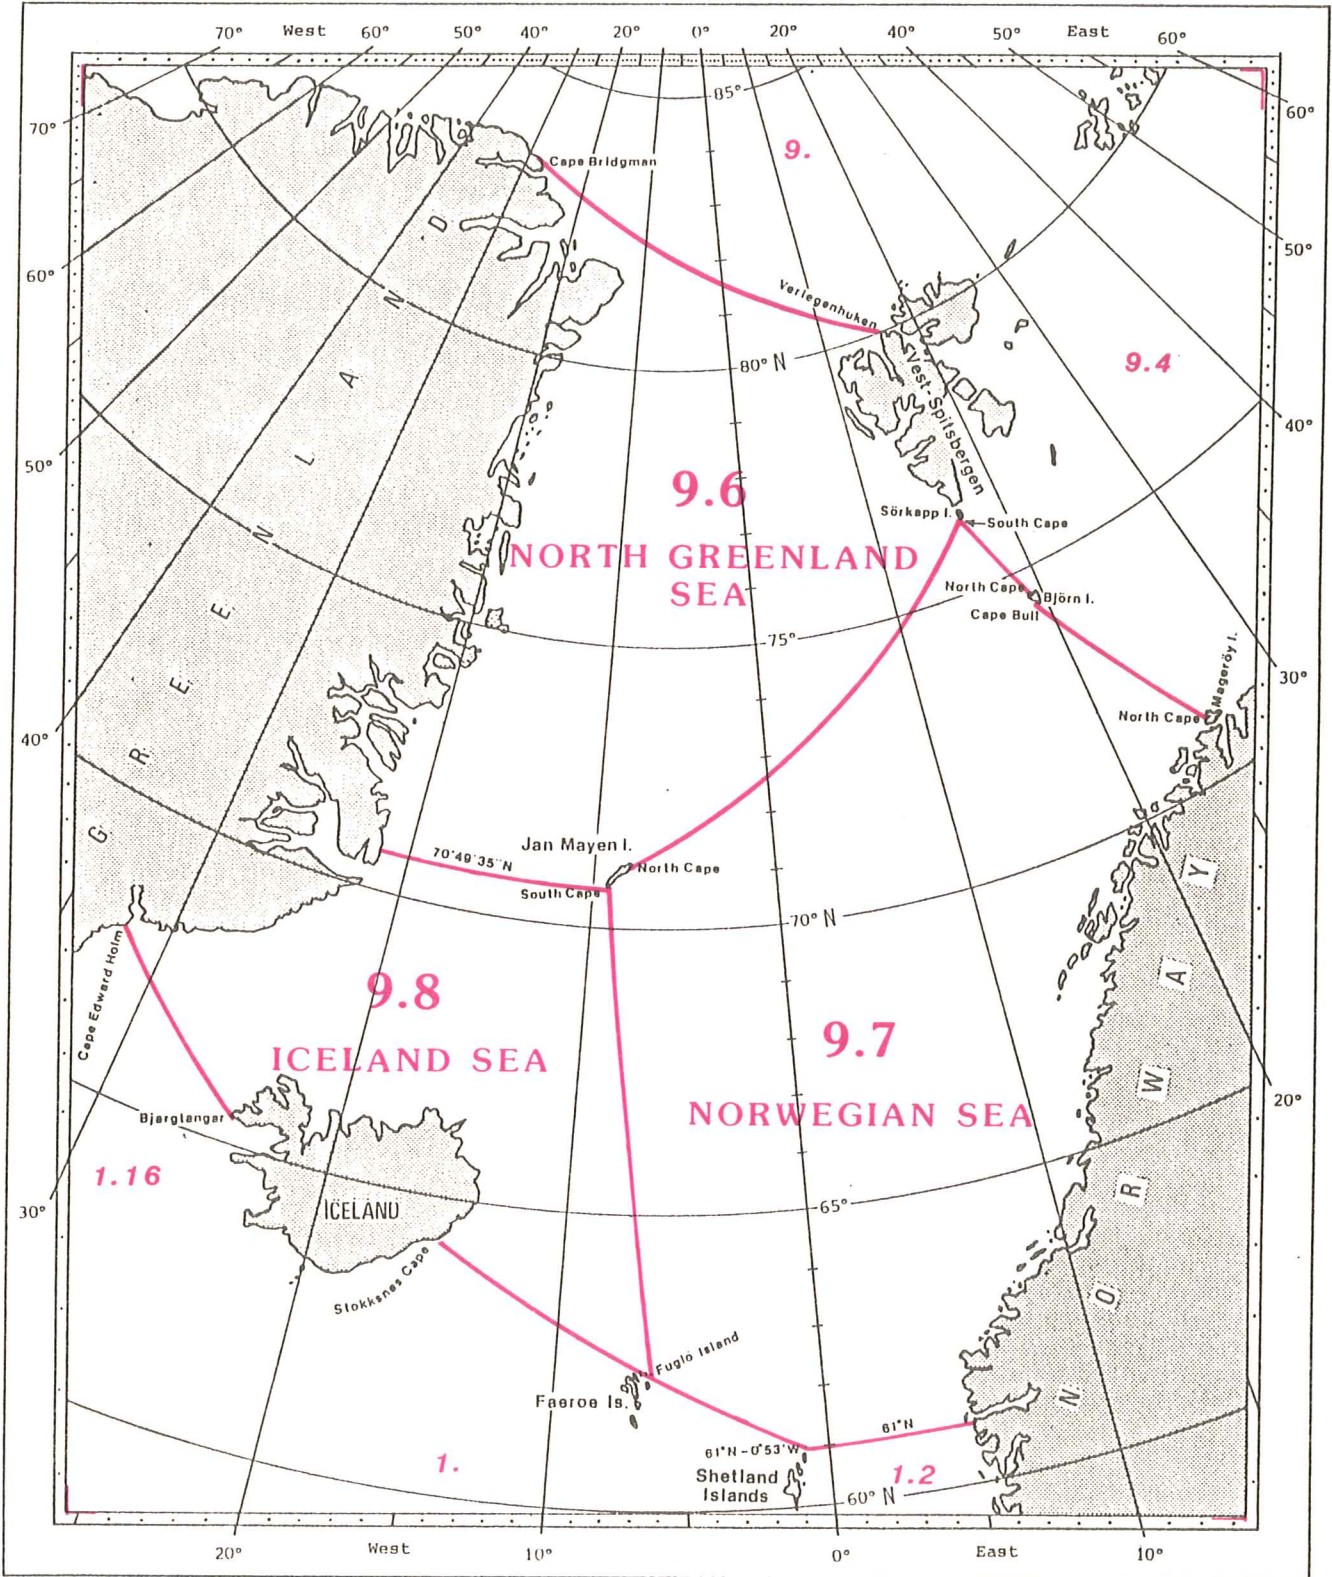 70° West 60° 50° 40° 20° 0° 20° 40° 50° East 60°
85°
70°
60°
9.
Cape Bridgman
60°
50°
Verlegenhuken
80° N
9.4
Vest-Spitsbergen
50°
40°
9.6
Sörkapp I.
South Cape
NORTH GREENLAND
SEA
North Cape
Björn I.
Cape Bull
75°
Mageröy I.
30°
North Cape
40°
GREENLAND
Jan Mayen I.
70°49'35"N
North Cape
South Cape
70° N
Cape Edward Holm
9.8
ICELAND SEA
9.7
NORWEGIAN SEA
NORWAY
20°
Bjargtangar
1.16
30°
ICELAND
65°
Stokksnes Cape
Fuglö Island
Faeroe Is.
61°N
61°N - 0°53'W
1.
Shetland
Islands
1.2
60° N
20° West 10° 0° East 10°